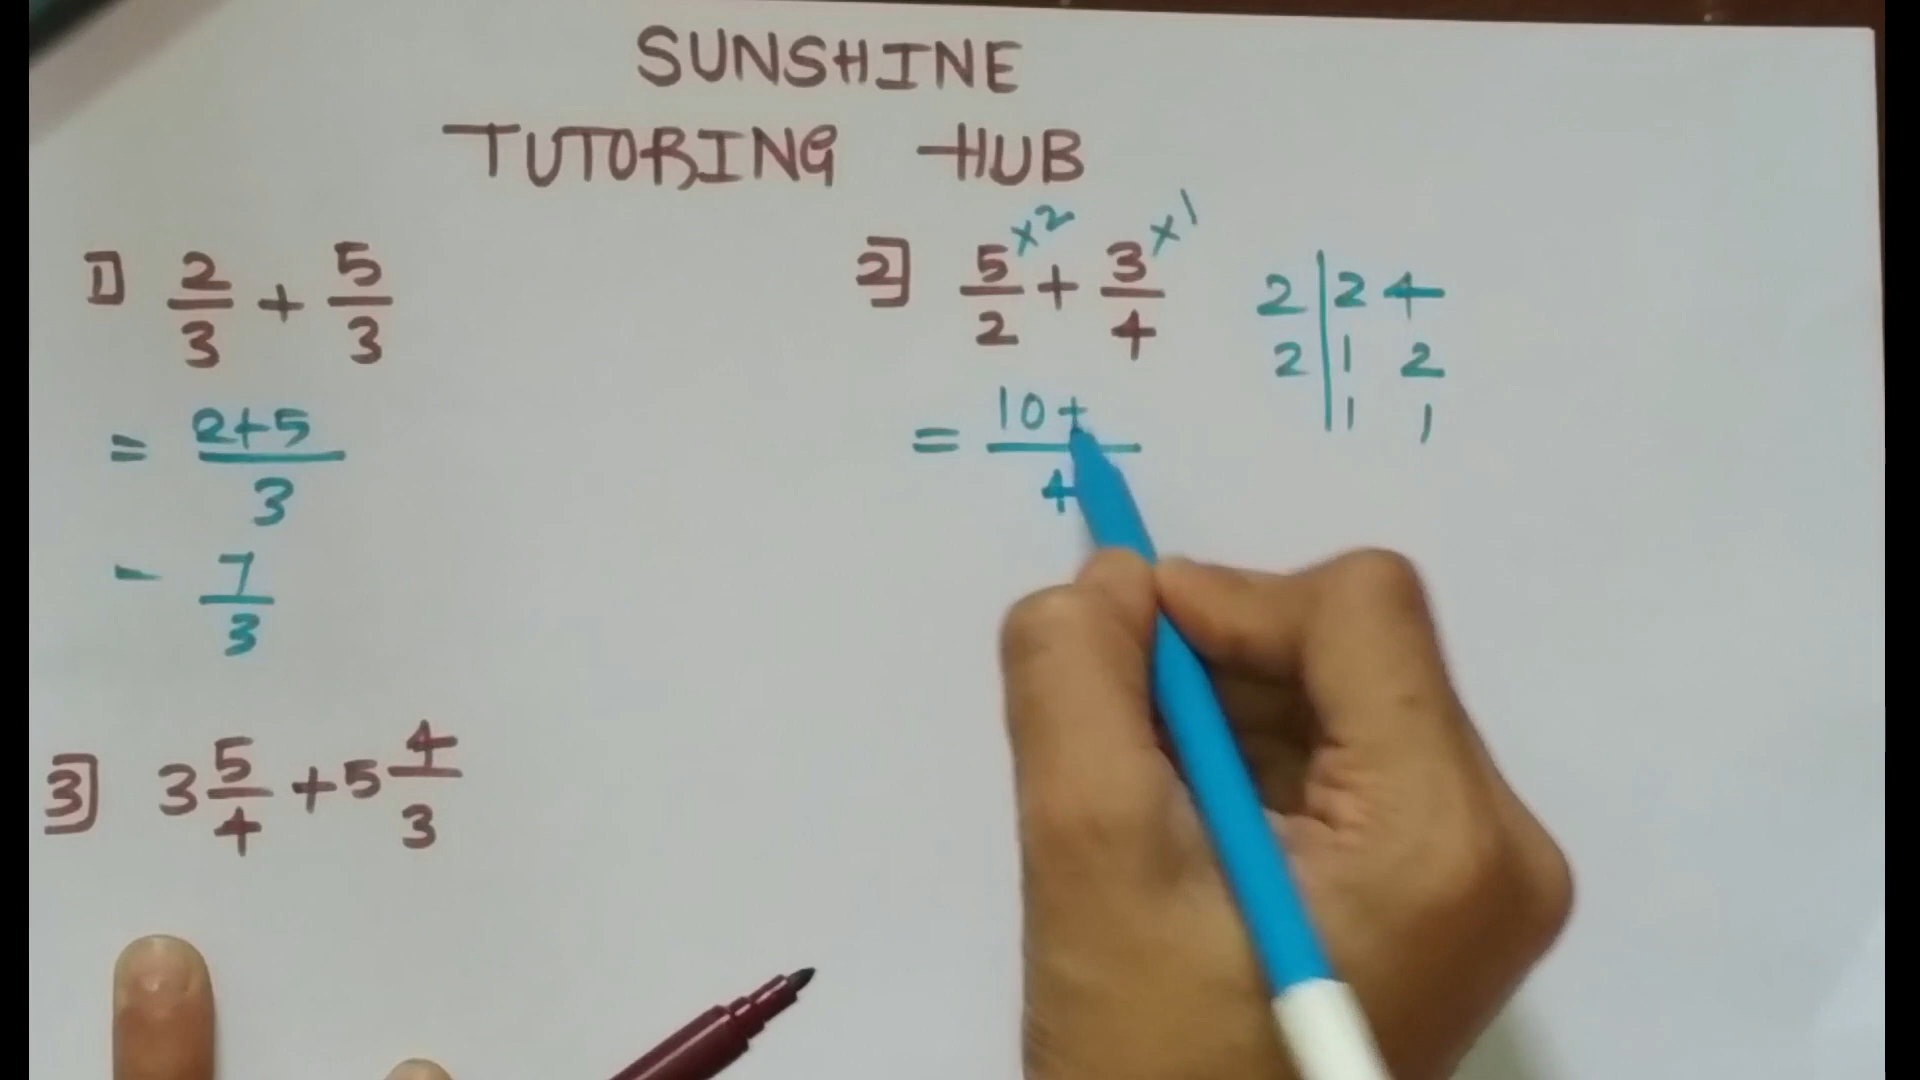 SUNSHINE
TUTORING HUB
1] 2/3 + 5/3
= 2+5/3
- 7/3
2] 5/2 ×2 + 3/4 ×1
2 | 2 4
2 | 1 2
| 1 1
= 10+/4
3] 3 5/4 + 5 4/3